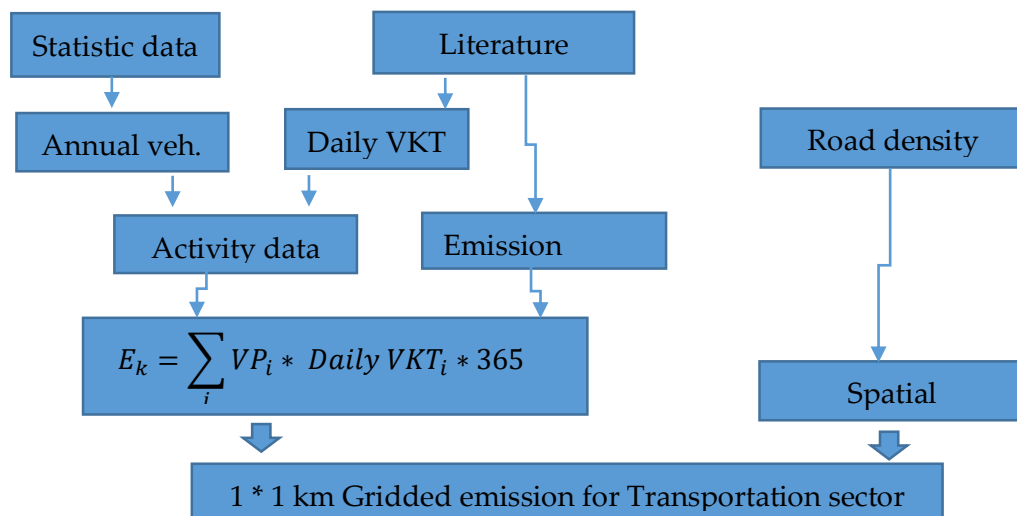 Statistic data
Literature
Annual veh.
Daily VKT
Road density
Activity data
Emission
E_k = ∑_i VP_i * Daily VKT_i * 365
Spatial
1 * 1 km Gridded emission for Transportation sector